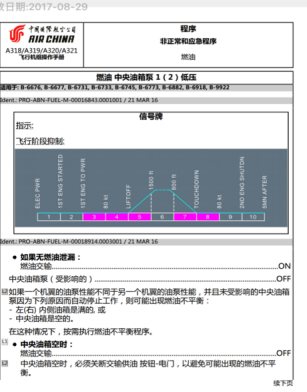 效日期:2017-08-29
中国国际航空公司
AIR CHINA
A318/A319/A320/A321
飞行机组操作手册
程序
非正常和应急程序
燃油
燃油 中央油箱泵 1（2）低压
适用于: B-6676, B-6677, B-6731, B-6733, B-6745, B-6773, B-6882, B-6918, B-9922
Ident.: PRO-ABN-FUEL-M-00016843.0001001 / 21 MAR 16
信号牌
指示:
飞行阶段抑制:
ELEC PWR
1ST ENG STARTED
1ST ENG TO PWR
80 kt
LIFTOFF
1500 ft
800 ft
TOUCHDOWN
80 kt
2ND ENG SHUTDN
5MN AFTER
1 2 3 4 5 6 7 8 9 10
Ident.: PRO-ABN-FUEL-M-00018914.0003001 / 21 MAR 16
● 如果无燃油泄漏：
燃油交输......ON
中央油箱泵（受影响的）......OFF
L2 如果一个机翼的油泵性能不同于另一个机翼的油泵性能，并且未受影响的中央油箱
泵因为下列原因而自动停止工作，则可能出现燃油不平衡：
- 左(右) 内侧油箱是满的, 或
- 中央油箱是空的。
在这种情况下，按需执行燃油不平衡程序。
L1 ● 中央油箱空时：
燃油交输......OFF
L2 中央油箱空时，必须关断交输供油 按钮-电门，以避免可能出现的燃油不平
衡。
续下页